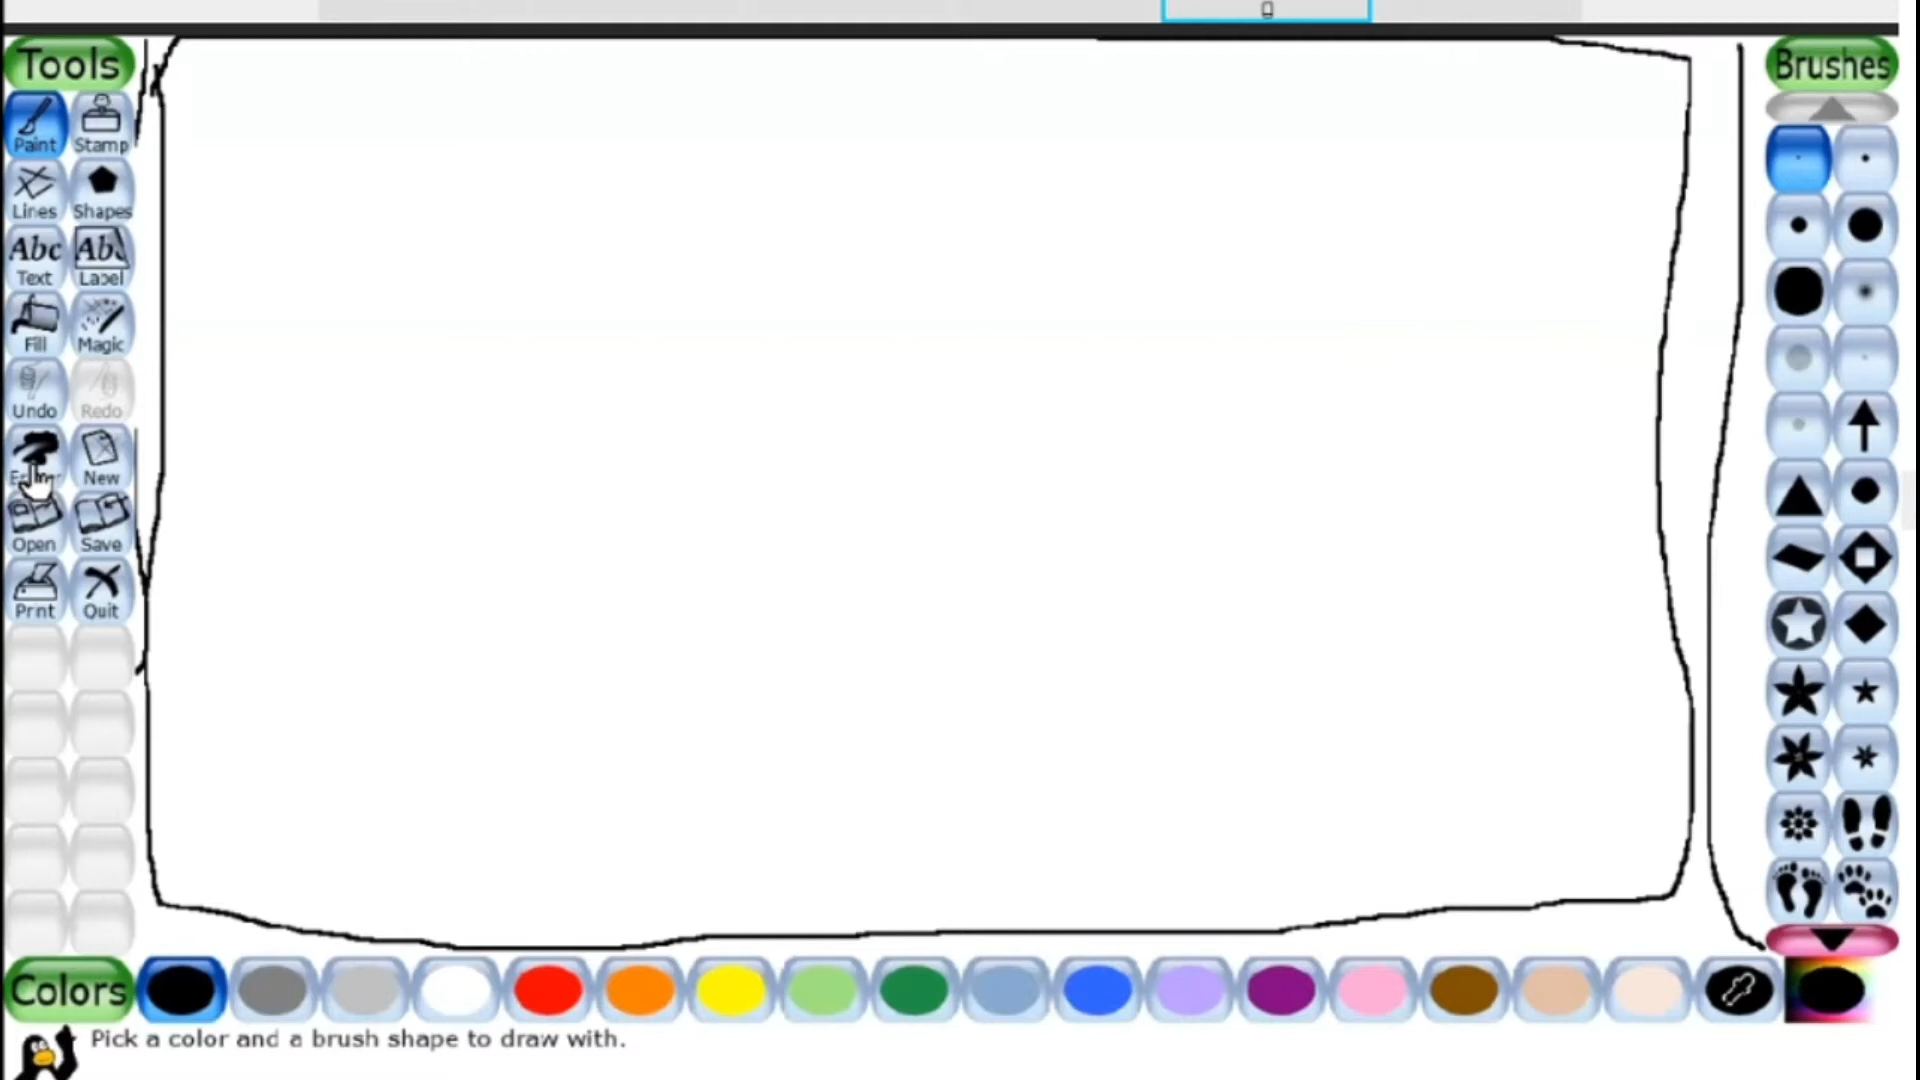 Tools
Brushes
Paint Stamp
Lines Shapes
Abc Abc
Text Label
Fill Magic
Undo Redo
New
Open Save
Print Quit
Colors
Pick a color and a brush shape to draw with.